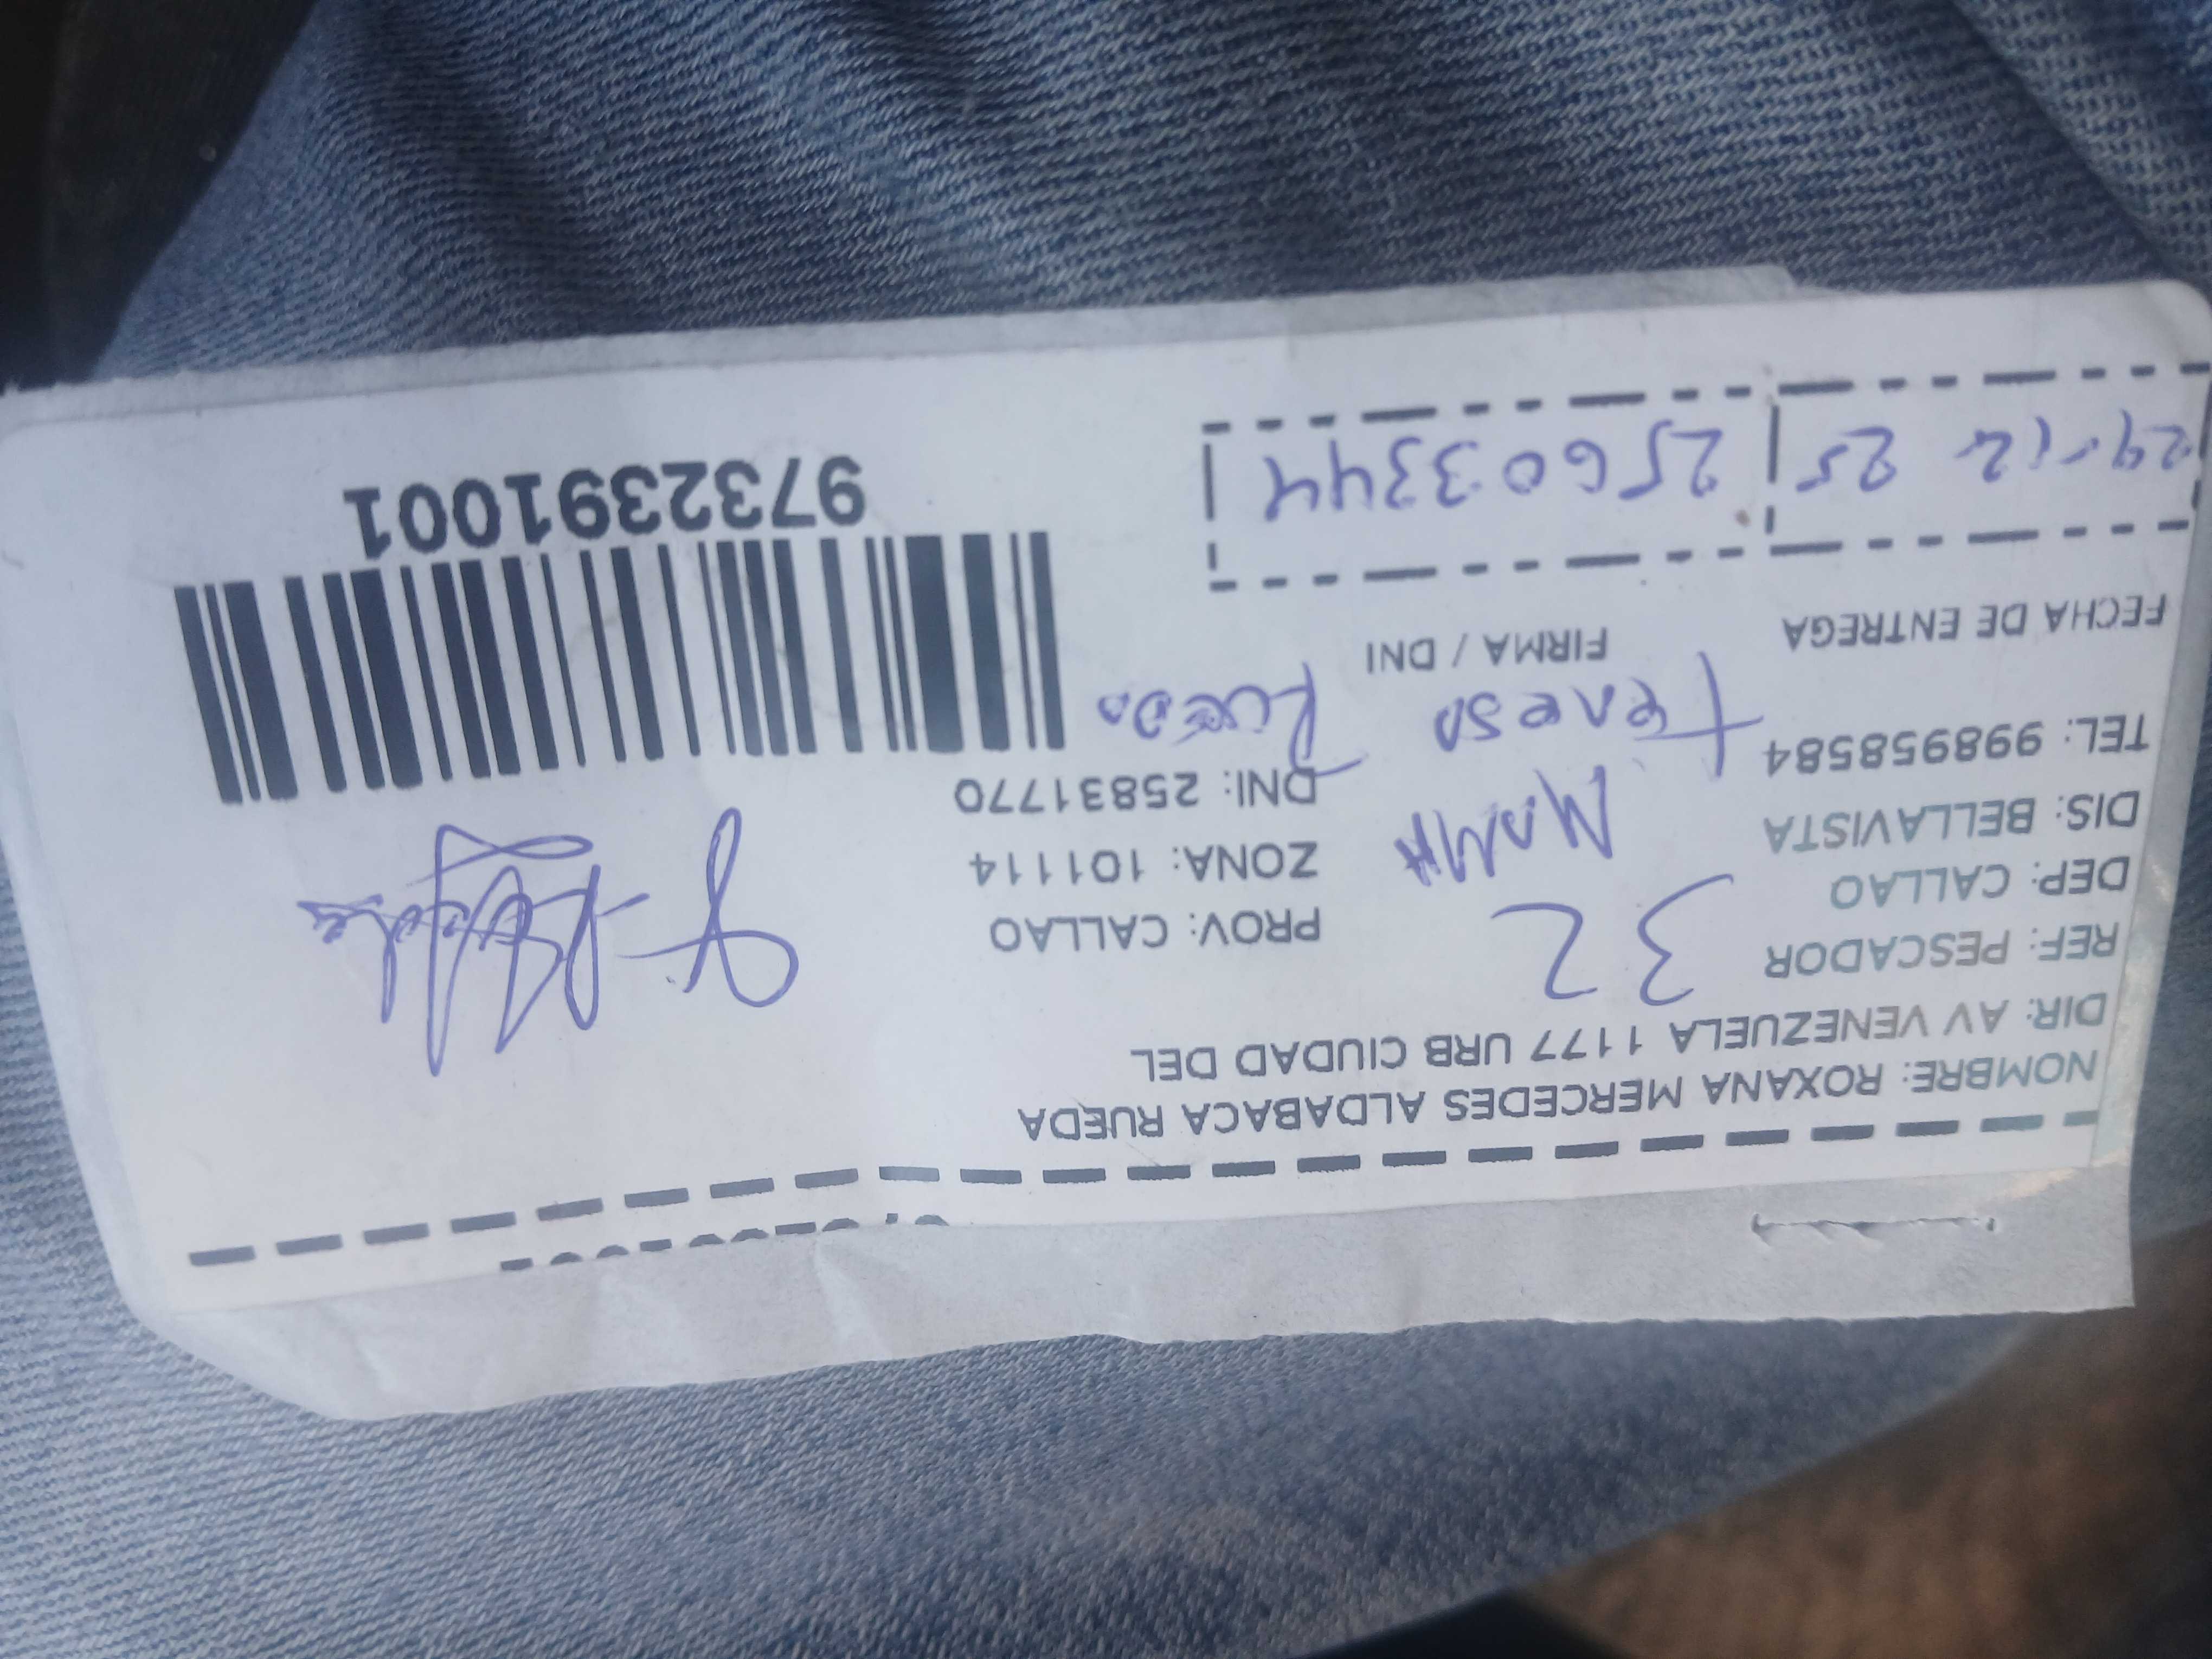 NOMBRE: ROXANA MERCEDES ALDABACA RUEDA
DIR: AV VENEZUELA 1177 URB CIUDAD DEL
REF: PESCADOR
PROV: CALLAO
DEP: CALLAO
32
ZONA: 101114
DIS: BELLAVISTA
MAMA
DNI: 25831770
TEL: 998958584
teresa Rueda
FECHA DE ENTREGA
FIRMA / DNI
29-12 25
25603344
9732391001